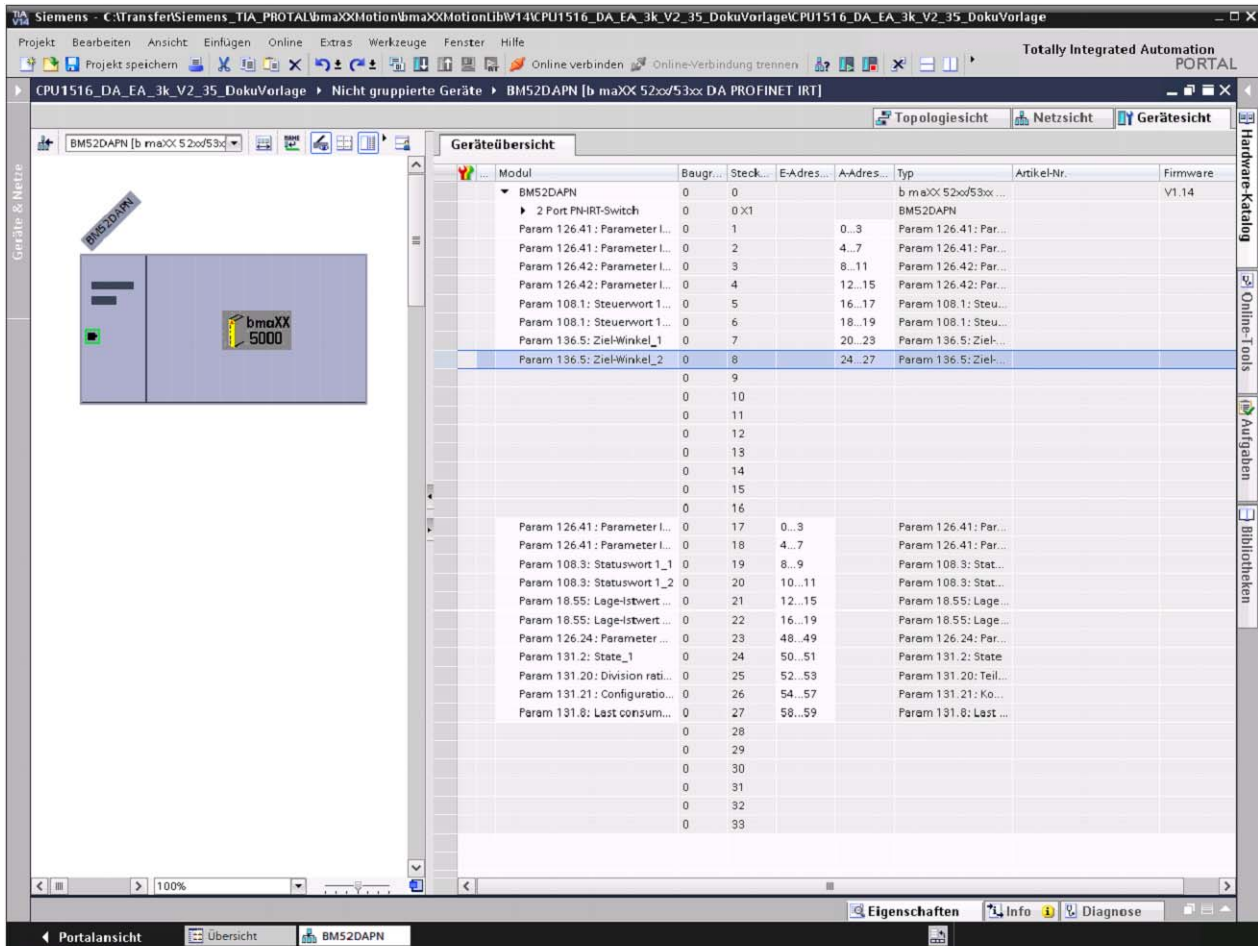 Siemens - C:\Transfer\Siemens_TIA_PROTAL\bmaXXMotion\bmaXXMotionLib\V14\CPU1516_DA_EA_3k_V2_35_DokuVorlage\CPU1516_DA_EA_3k_V2_35_DokuVorlage
Projekt Bearbeiten Ansicht Einfügen Online Extras Werkzeuge Fenster Hilfe
Totally Integrated Automation
PORTAL
Projekt speichern Online verbinden Online-Verbindung trennen
CPU1516_DA_EA_3k_V2_35_DokuVorlage Nicht gruppierte Geräte BM52DAPN [b maXX 52xx/53xx DA PROFINET IRT]
Topologiesicht Netzsicht Gerätesicht
BM52DAPN [b maXX 52xx/53x
Geräteübersicht
Geräte & Netze
BM52DAPN
bmaXX
5000
... Modul Baugr... Steck... E-Adres... A-Adres... Typ Artikel-Nr. Firmware
BM52DAPN 0 0 b maXX 52xx/53xx ... V1.14
2 Port PN-IRT-Switch 0 0 X1 BM52DAPN
Param 126.41: Parameter I... 0 1 0...3 Param 126.41: Par...
Param 126.41: Parameter I... 0 2 4...7 Param 126.41: Par...
Param 126.42: Parameter I... 0 3 8...11 Param 126.42: Par...
Param 126.42: Parameter I... 0 4 12...15 Param 126.42: Par...
Param 108.1: Steuerwort 1... 0 5 16...17 Param 108.1: Steu...
Param 108.1: Steuerwort 1... 0 6 18...19 Param 108.1: Steu...
Param 136.5: Ziel-Winkel_1 0 7 20...23 Param 136.5: Ziel-...
Param 136.5: Ziel-Winkel_2 0 8 24...27 Param 136.5: Ziel-...
0 9
0 10
0 11
0 12
0 13
0 14
0 15
0 16
Param 126.41: Parameter I... 0 17 0...3 Param 126.41: Par...
Param 126.41: Parameter I... 0 18 4...7 Param 126.41: Par...
Param 108.3: Statuswort 1_1 0 19 8...9 Param 108.3: Stat...
Param 108.3: Statuswort 1_2 0 20 10...11 Param 108.3: Stat...
Param 18.55: Lage-Istwert ... 0 21 12...15 Param 18.55: Lage...
Param 18.55: Lage-Istwert ... 0 22 16...19 Param 18.55: Lage...
Param 126.24: Parameter ... 0 23 48...49 Param 126.24: Par...
Param 131.2: State_1 0 24 50...51 Param 131.2: State
Param 131.20: Division rati... 0 25 52...53 Param 131.20: Teil...
Param 131.21: Configuratio... 0 26 54...57 Param 131.21: Ko...
Param 131.8: Last consum... 0 27 58...59 Param 131.8: Last ...
0 28
0 29
0 30
0 31
0 32
0 33
Hardware-Katalog
Online-Tools
Aufgaben
Bibliotheken
100%
Eigenschaften Info Diagnose
Portalansicht Übersicht BM52DAPN